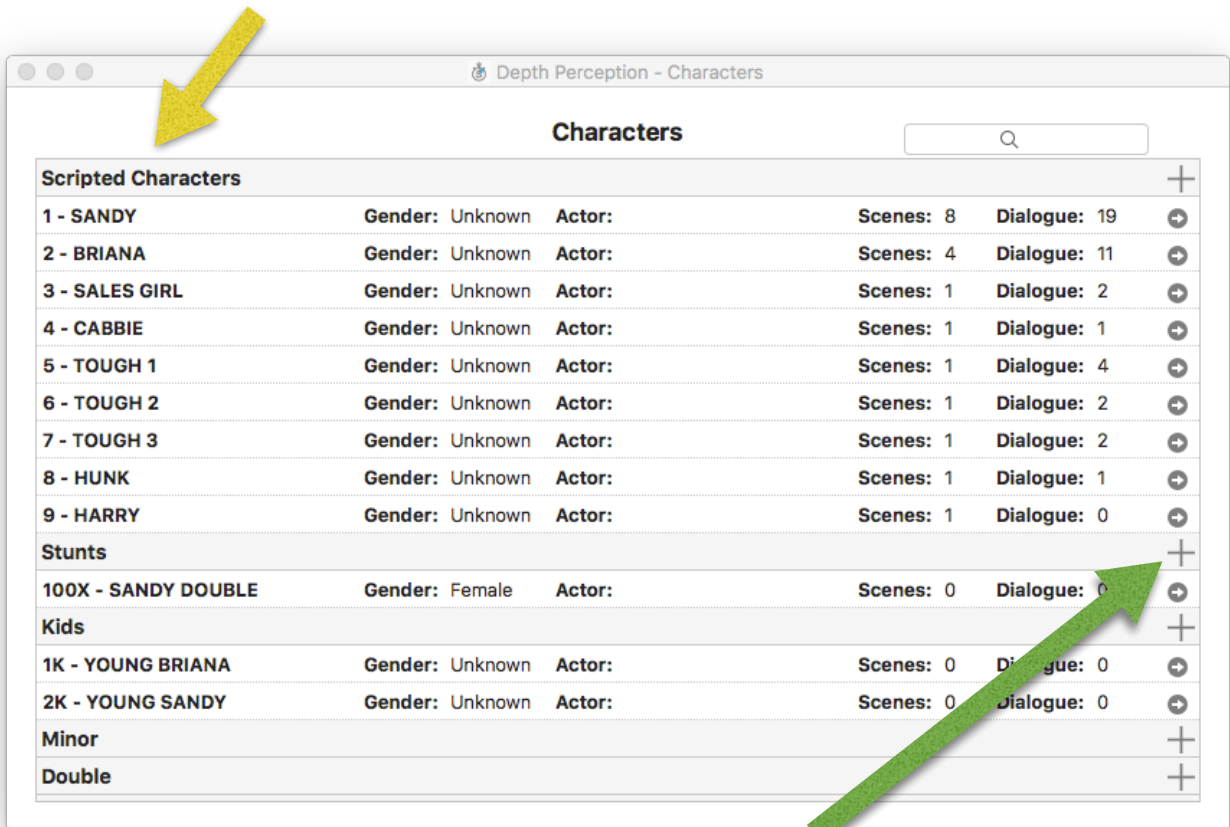 Depth Perception - Characters
Characters
Scripted Characters
1 - SANDY Gender: Unknown Actor: Scenes: 8 Dialogue: 19
2 - BRIANA Gender: Unknown Actor: Scenes: 4 Dialogue: 11
3 - SALES GIRL Gender: Unknown Actor: Scenes: 1 Dialogue: 2
4 - CABBIE Gender: Unknown Actor: Scenes: 1 Dialogue: 1
5 - TOUGH 1 Gender: Unknown Actor: Scenes: 1 Dialogue: 4
6 - TOUGH 2 Gender: Unknown Actor: Scenes: 1 Dialogue: 2
7 - TOUGH 3 Gender: Unknown Actor: Scenes: 1 Dialogue: 2
8 - HUNK Gender: Unknown Actor: Scenes: 1 Dialogue: 1
9 - HARRY Gender: Unknown Actor: Scenes: 1 Dialogue: 0
Stunts
100X - SANDY DOUBLE Gender: Female Actor: Scenes: 0 Dialogue: 0
Kids
1K - YOUNG BRIANA Gender: Unknown Actor: Scenes: 0 Dialogue: 0
2K - YOUNG SANDY Gender: Unknown Actor: Scenes: 0 Dialogue: 0
Minor
Double